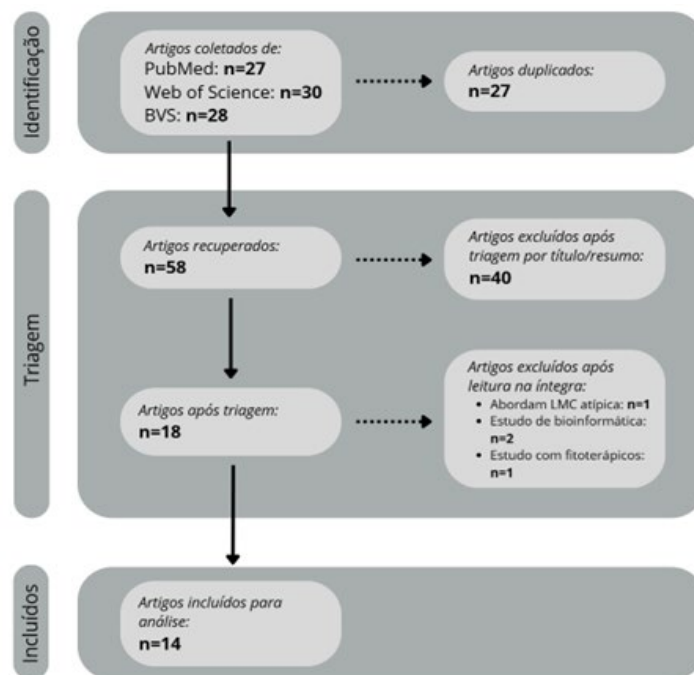 Identificação
Artigos coletados de:
PubMed: n=27
Web of Science: n=30
BVS: n=28
Artigos duplicados:
n=27
Triagem
Artigos recuperados:
n=58
Artigos excluídos após
triagem por título/resumo:
n=40
Artigos após triagem:
n=18
Artigos excluídos após
leitura na íntegra:
• Abordam LMC atípica: n=1
• Estudo de bioinformática:
n=2
• Estudo com fitoterápicos:
n=1
Incluídos
Artigos incluídos para
análise:
n=14